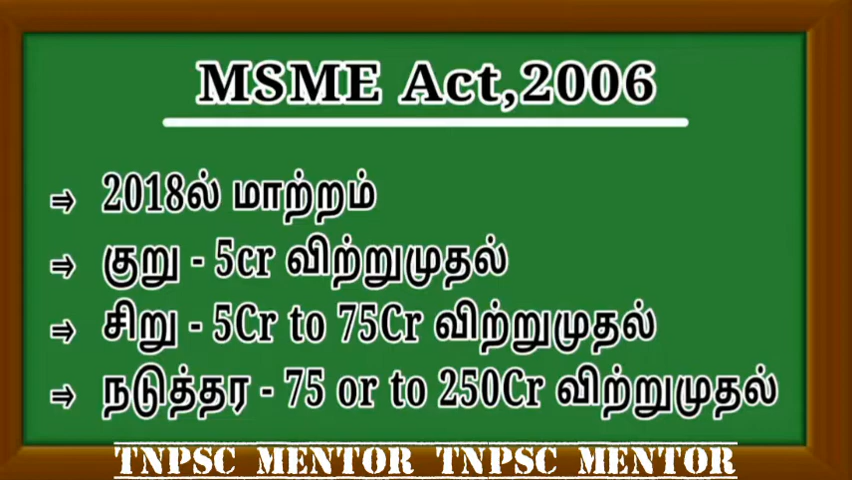 MSME Act,2006
⇒ 2018ல் மாற்றம்
⇒ குறு - 5cr விற்றுமுதல்
⇒ சிறு - 5Cr to 75Cr விற்றுமுதல்
⇒ நடுத்தர - 75 or to 250Cr விற்றுமுதல்
TNPSC MENTOR TNPSC MENTOR